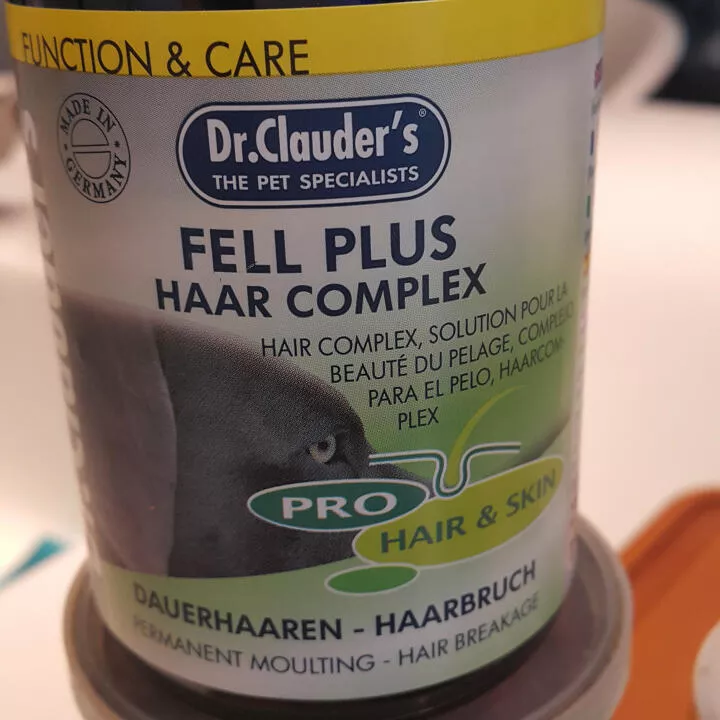 FUNCTION & CARE
MADE IN GERMANY
Dr.Clauder's®
THE PET SPECIALISTS
FELL PLUS
HAAR COMPLEX
HAIR COMPLEX, SOLUTION POUR LA
BEAUTÉ DU PELAGE, COMPLEJO
PARA EL PELO, HAARCOM-
PLEX
PRO
HAIR & SKIN
DAUERHAAREN - HAARBRUCH
PERMANENT MOULTING - HAIR BREAKAGE